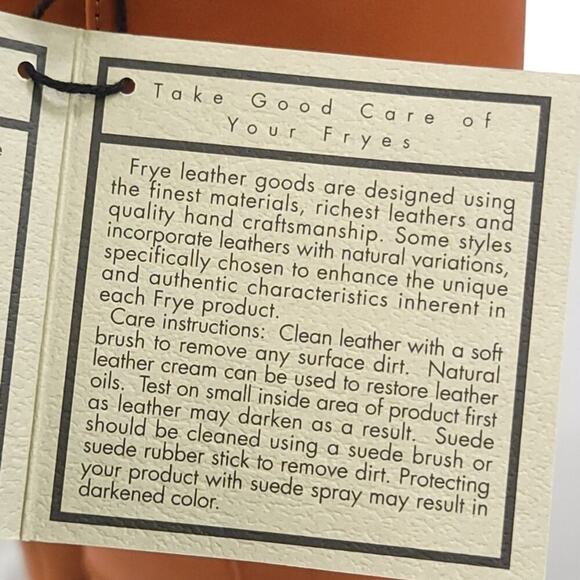 Take Good Care of
Your Fryes
Frye leather goods are designed using
the finest materials, richest leathers and
quality hand craftsmanship. Some styles
incorporate leathers with natural variations,
specifically chosen to enhance the unique
and authentic characteristics inherent in
each Frye product.
Care instructions: Clean leather with a soft
brush to remove any surface dirt. Natural
leather cream can be used to restore leather
oils. Test on small inside area of product first
as leather may darken as a result. Suede
should be cleaned using a suede brush or
suede rubber stick to remove dirt. Protecting
your product with suede spray may result in
darkened color.